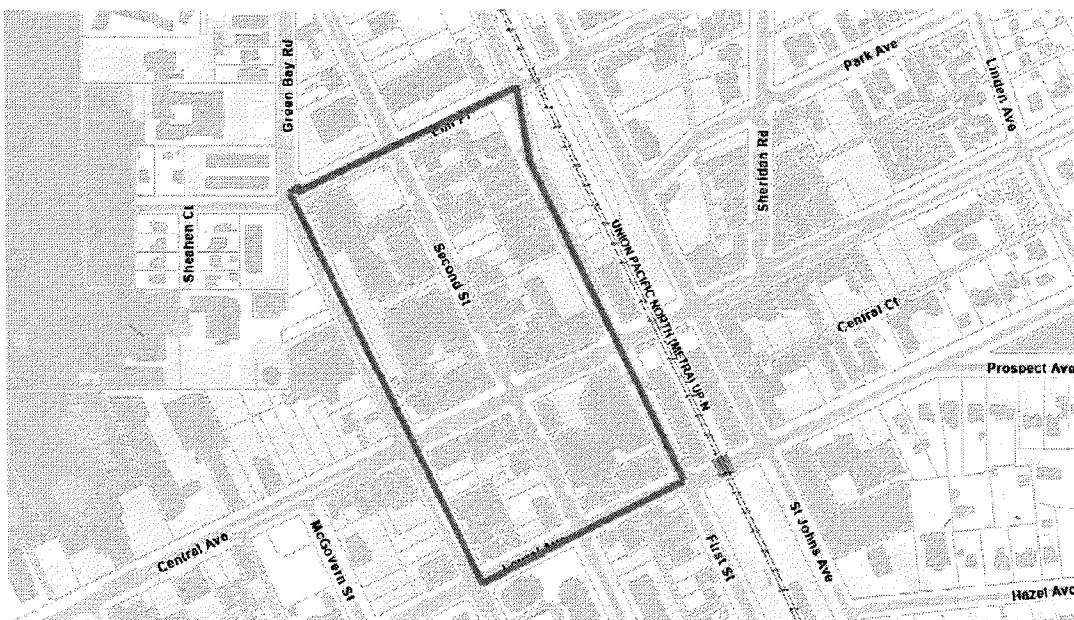 Green Bay Rd
Park Ave
Linden Ave
Sheridan Rd
Sheahen Ct
Second St
UNION PACIFIC NORTH (METRA) UP-N
Central Ct
Prospect Ave
Central Ave
McGovern St
First St
St Johns Ave
Hazel Ave